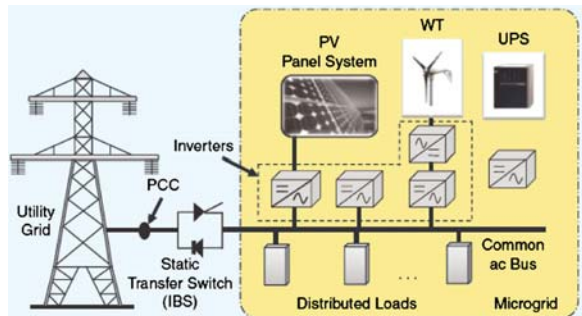 PV
Panel System
WT
UPS
Inverters
PCC
Utility
Grid
Static
Transfer Switch
(IBS)
Common
ac Bus
...
Distributed Loads
Microgrid